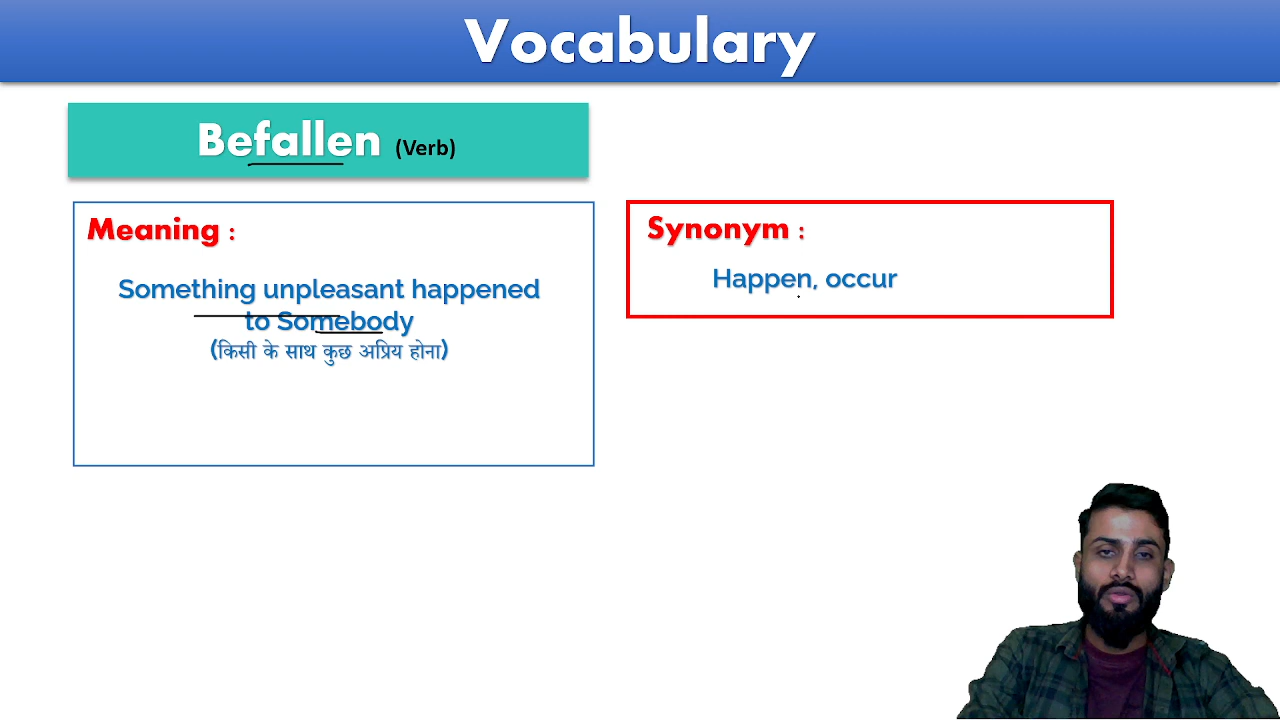 Vocabulary
Befallen (Verb)
Meaning :
Something unpleasant happened
to Somebody
(किसी के साथ कुछ अप्रिय होना)
Synonym :
Happen, occur